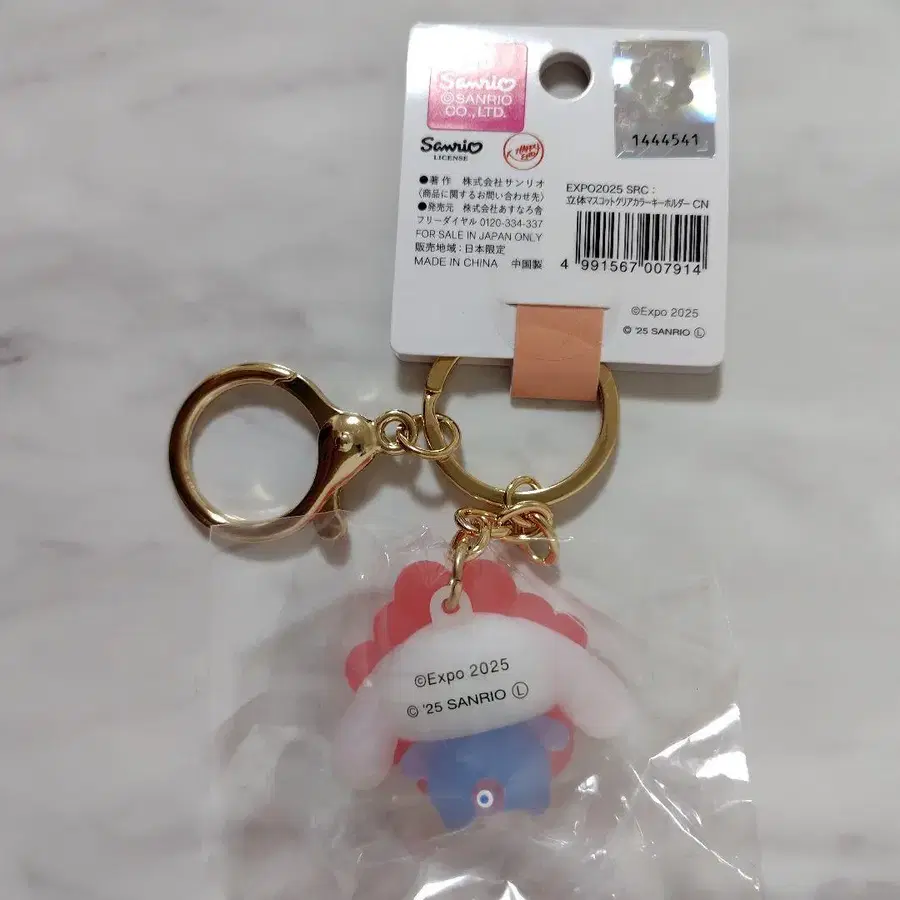 Sanrio
©SANRIO
CO.,LTD.
Sanrio
LICENSE
1444541
●著作 株式会社サンリオ
(商品に関するお問い合わせ先)
●発売元 株式会社あすなろ舎
フリーダイヤル 0120-334-337
FOR SALE IN JAPAN ONLY
販売地域:日本限定
MADE IN CHINA 中国製
EXPO2025 SRC:
立体マスコットクリアカラーキーホルダー CN
4 991567 007914
©Expo 2025
© '25 SANRIO Ⓛ
©Expo 2025
© '25 SANRIO Ⓛ